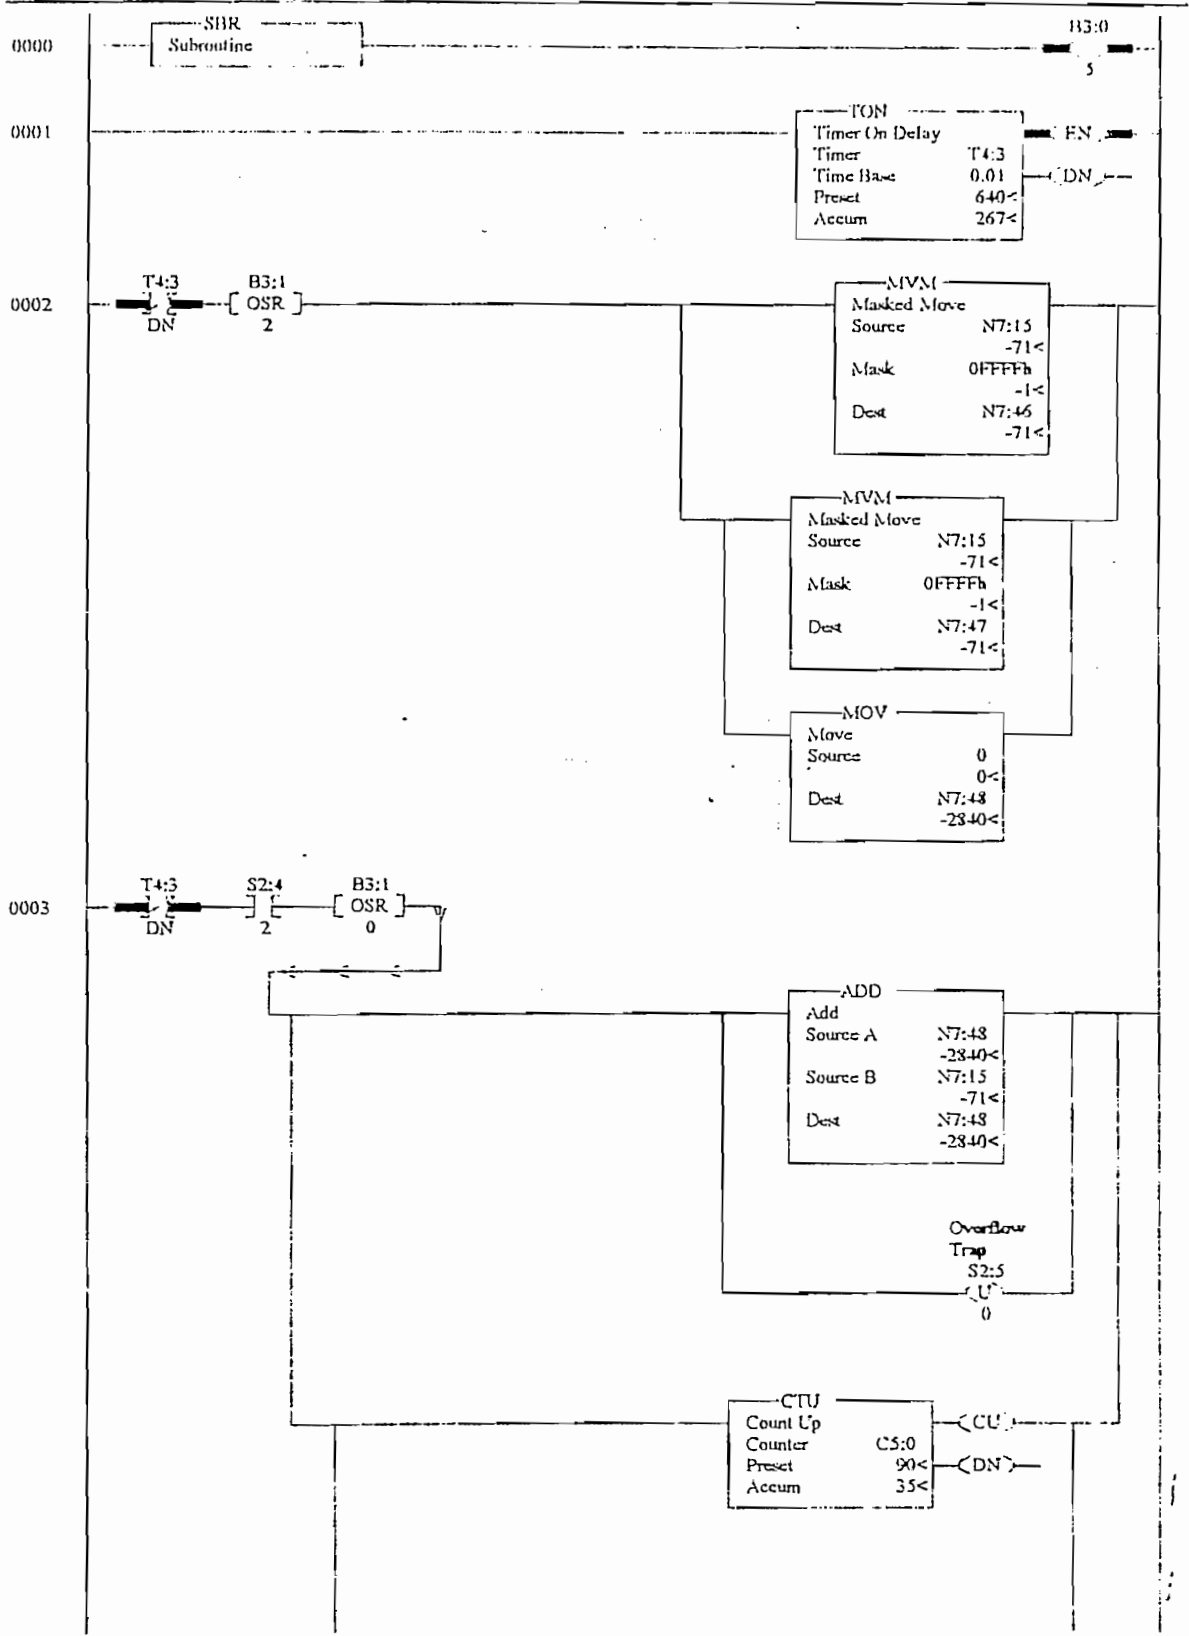 SBR
0000 Subroutine B3:0
5
TON
0001 Timer On Delay EN
Timer T4:3
Time Base 0.01 DN
Preset 640<
Accum 267<
T4:3 B3:1 MVM
0002 OSR Masked Move
DN 2 Source N7:15
-71<
Mask 0FFFFh
-1<
Dest N7:46
-71<
MVM
Masked Move
Source N7:15
-71<
Mask 0FFFFh
-1<
Dest N7:47
-71<
MOV
Move
Source 0
0<
Dest N7:48
-2840<
T4:3 S2:4 B3:1
0003 OSR
DN 2 0
ADD
Add
Source A N7:48
-2840<
Source B N7:15
-71<
Dest N7:48
-2840<
Overflow
Trap
S2:5
U
0
CTU
Count Up CU
Counter C5:0
Preset 90< DN
Accum 35<